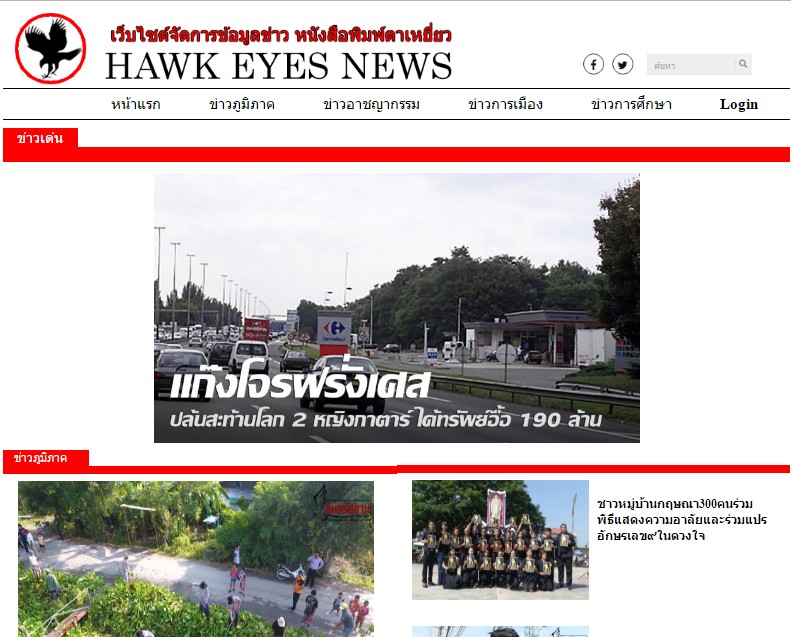 เว็บไซต์จัดการข้อมูลข่าว หนังสือพิมพ์ตาเหยี่ยว
HAWK EYES NEWS
ค้นหา
หน้าแรก ข่าวภูมิภาค ข่าวอาชญากรรม ข่าวการเมือง ข่าวการศึกษา Login
ข่าวเด่น
แก๊งโจรฝรั่งเศส
ปล้นสะท้านโลก 2 หญิงกาตาร์ ได้ทรัพย์อื้อ 190 ล้าน
ข่าวภูมิภาค
ชาวหมู่บ้านกฤษณา300คนร่วม
พิธีแสดงความอาลัยและร่วมแปร
อักษรเลข๙ในดวงใจ